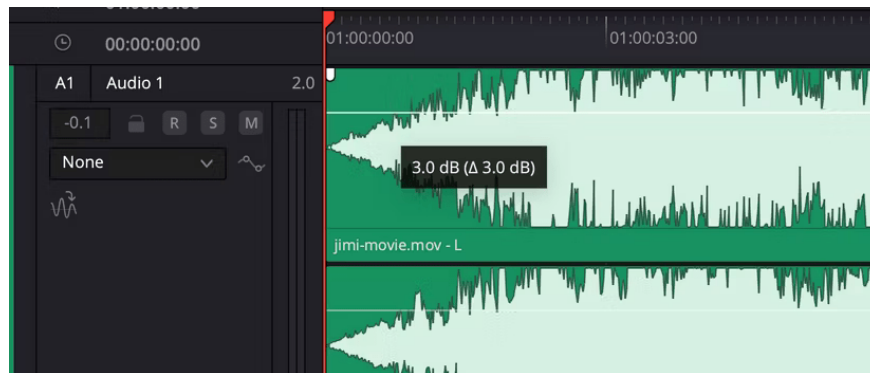 00:00:00:00
01:00:00:00
01:00:03:00
A1 Audio 1 2.0
-0.1 R S M
None
3.0 dB (Δ 3.0 dB)
jimi-movie.mov - L